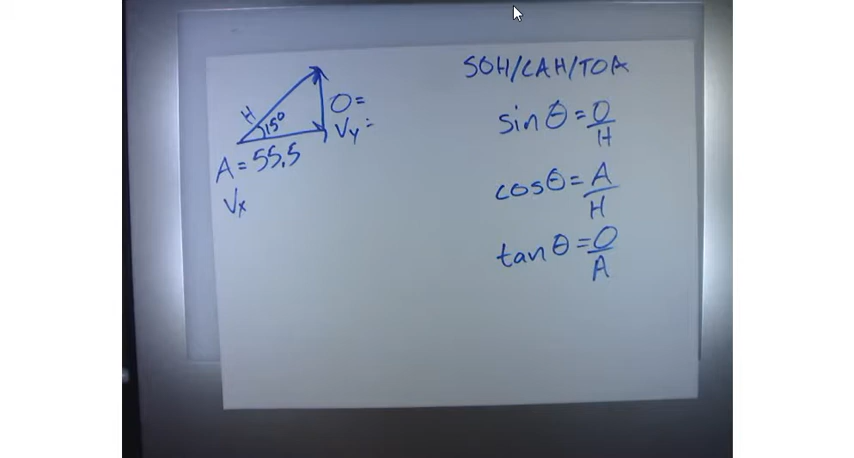 H
15°
O =
Vy =
A = 55.5
Vx
SOH/CAH/TOA
sin θ = O/H
cos θ = A/H
tan θ = O/A